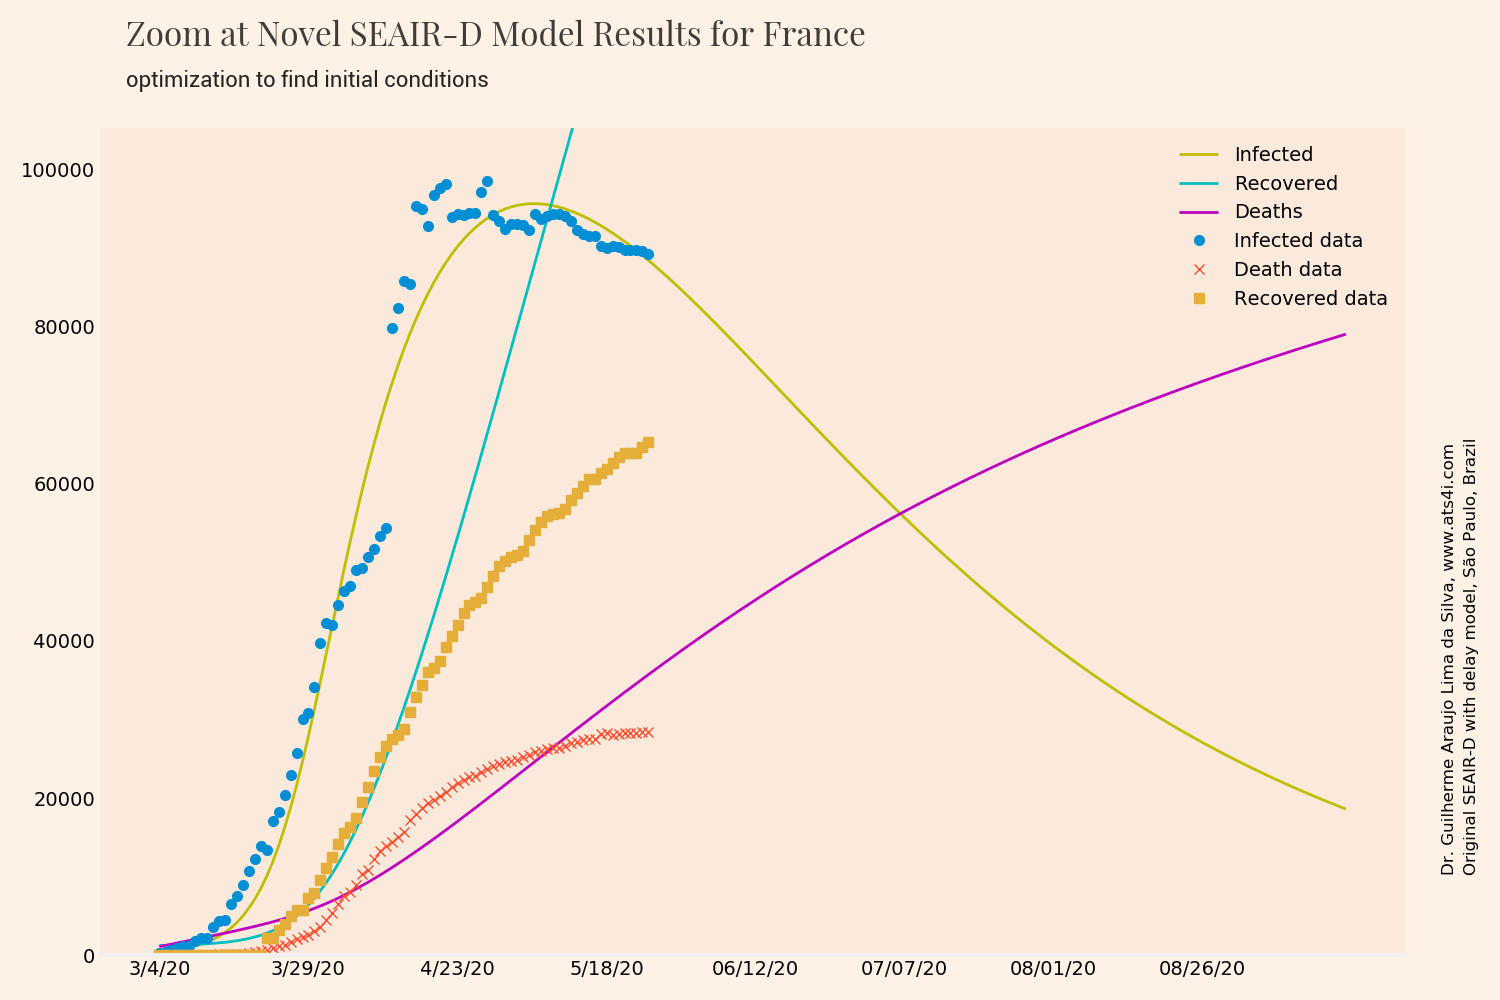 Zoom at Novel SEAIR-D Model Results for France
optimization to find initial conditions
100000
80000
60000
40000
20000
0
3/4/20
3/29/20
4/23/20
5/18/20
06/12/20
07/07/20
08/01/20
08/26/20
Infected
Recovered
Deaths
Infected data
Death data
Recovered data
Dr. Guilherme Araujo Lima da Silva, www.ats4i.com
Original SEAIR-D with delay model, São Paulo, Brazil